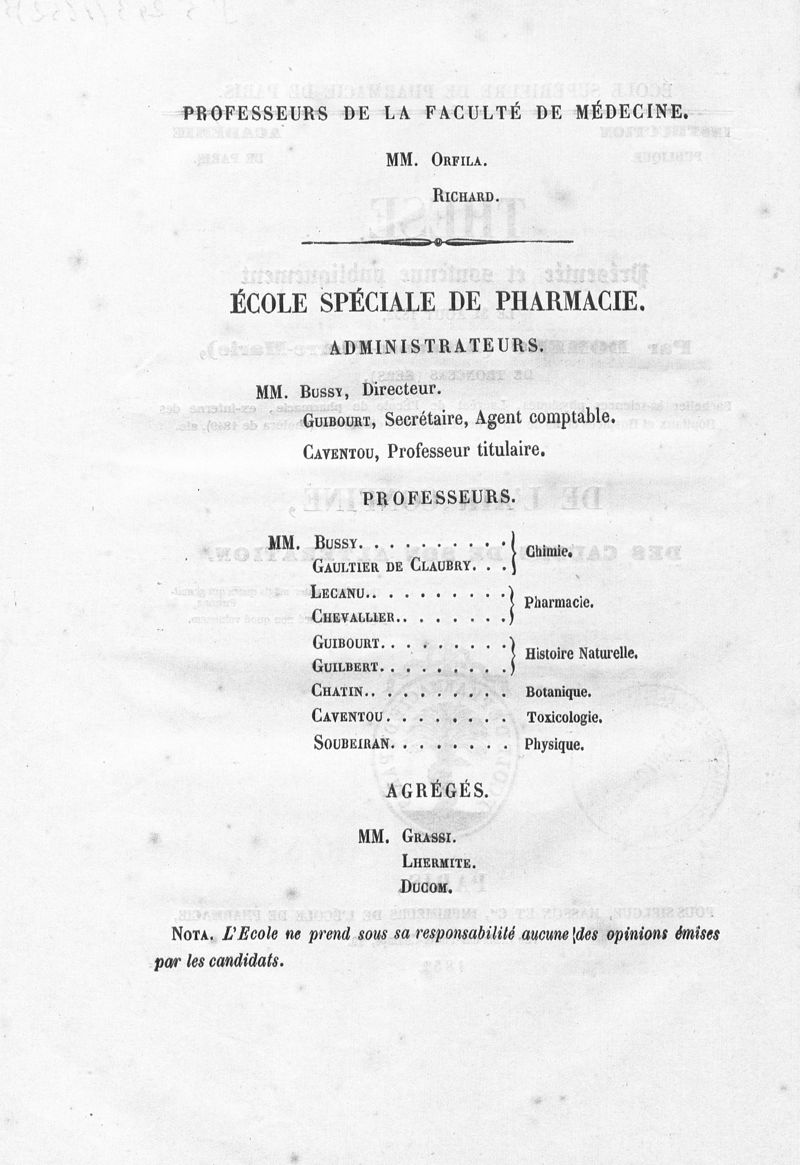 PROFESSEURS DE LA FACULTÉ DE MÉDECINE.
MM. ORFILA.
RICHARD.
ÉCOLE SPÉCIALE DE PHARMACIE.
ADMINISTRATEURS.
MM. BUSSY, Directeur.
GUIBOURT, Secrétaire, Agent comptable.
CAVENTOU, Professeur titulaire.
PROFESSEURS.
MM. BUSSY. . . . . . . . . . } Chimie.
GAULTIER DE CLAUBRY. . .
LECANU. . . . . . . . . } Pharmacie.
CHEVALLIER. . . . . . . .
GUIBOURT. . . . . . . . . } Histoire Naturelle.
GUILBERT. . . . . . . . .
CHATIN. . . . . . . . . . Botanique.
CAVENTOU. . . . . . . . Toxicologie.
SOUBEIRAN. . . . . . . . Physique.
AGRÉGÉS.
MM. GRASSI.
LHERMITE.
DUCOM.
NOTA. L'Ecole ne prend sous sa responsabilité aucune des opinions émises
par les candidats.